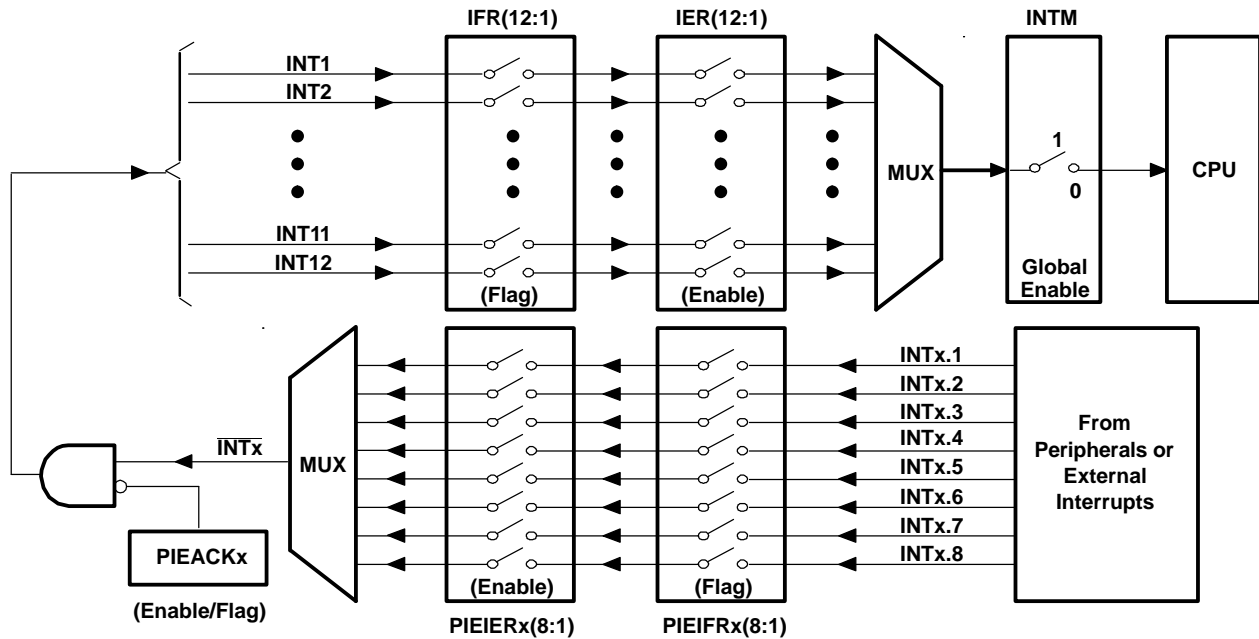 IFR(12:1)
IER(12:1)
INTM
INT1
INT2
1
MUX
CPU
0
INT11
INT12
Global
Enable
(Flag)
(Enable)
INTx.1
INTx.2
INTx.3
INTx.4
INTx.5
INTx.6
INTx.7
INTx.8
From
Peripherals or
External
Interrupts
INTx
MUX
PIEACKx
(Enable/Flag)
(Enable)
(Flag)
PIEIERx(8:1)
PIEIFRx(8:1)